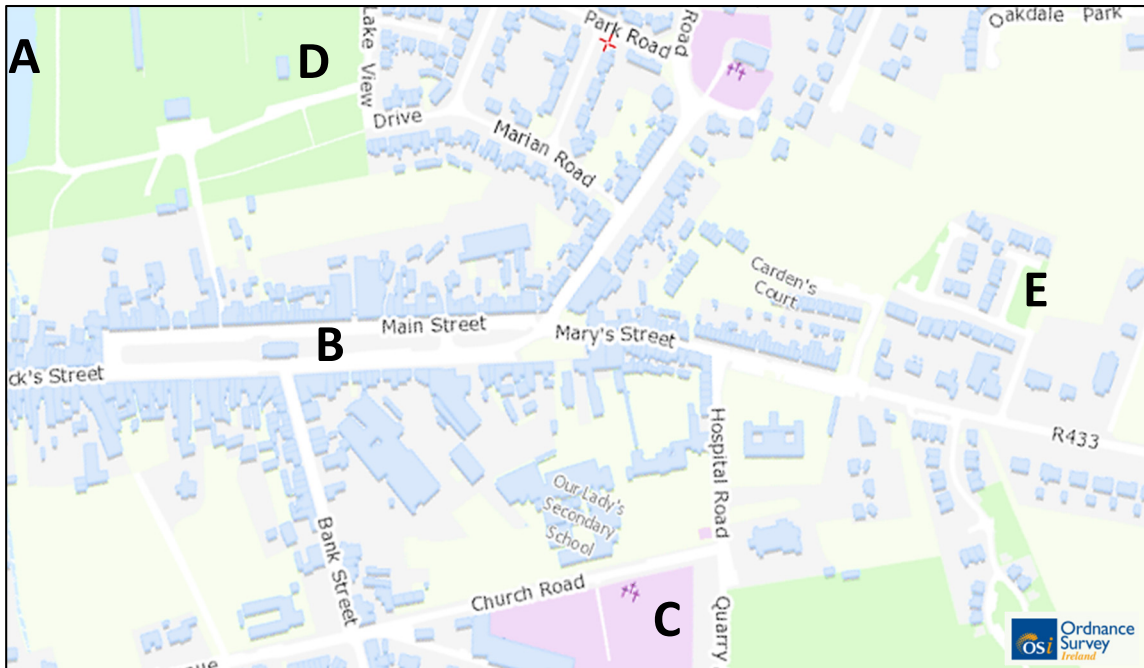 A
D
Lake View
Drive
Park Road
Road
Oakdale Park
Marian Road
Carden's
Court
E
B
Main Street
Mary's Street
ck's Street
Hospital Road
R433
Our Lady's
Secondary
School
Bank Street
Church Road
C
Quarry
ue
OSi
Ordnance
Survey
Ireland